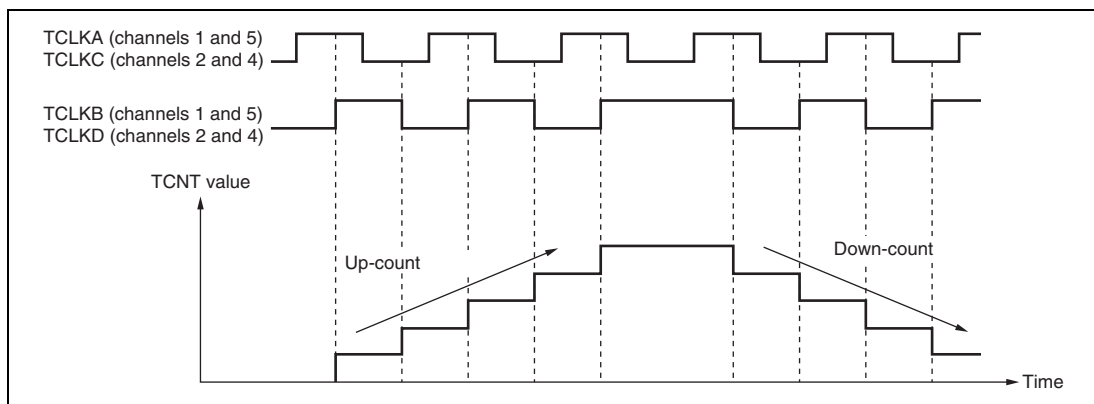 TCLKA (channels 1 and 5)
TCLKC (channels 2 and 4)
TCLKB (channels 1 and 5)
TCLKD (channels 2 and 4)
TCNT value
Up-count
Down-count
Time